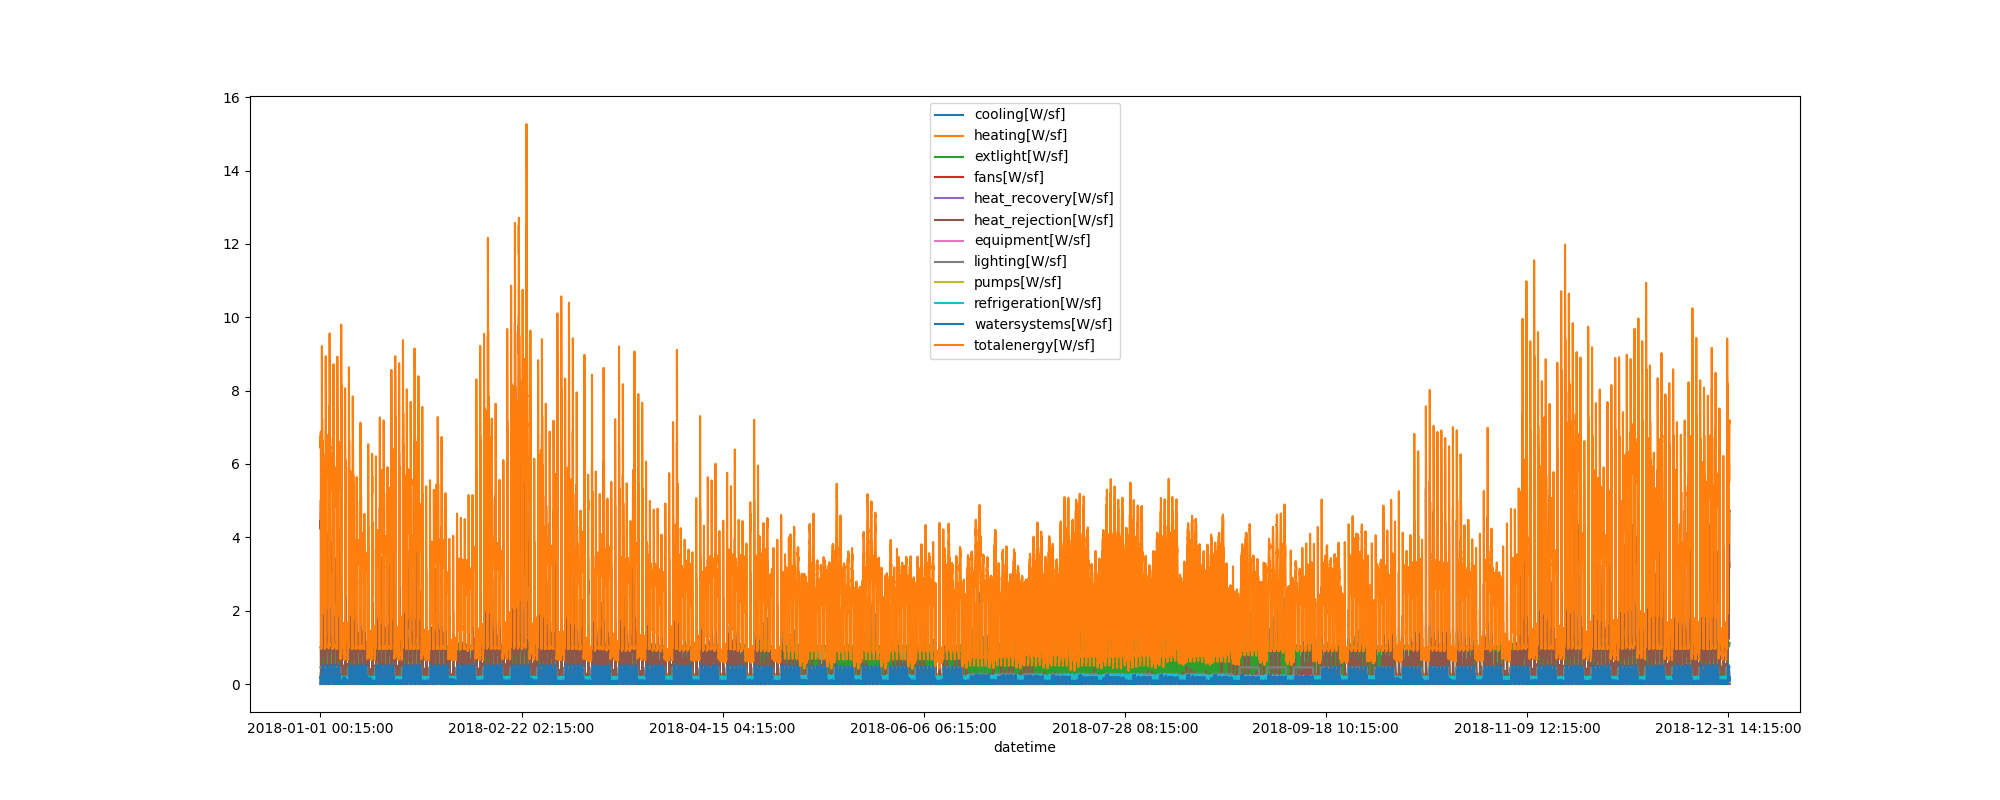 16
14
12
10
8
6
4
2
0
cooling[W/sf]
heating[W/sf]
extlight[W/sf]
fans[W/sf]
heat_recovery[W/sf]
heat_rejection[W/sf]
equipment[W/sf]
lighting[W/sf]
pumps[W/sf]
refrigeration[W/sf]
watersystems[W/sf]
totalenergy[W/sf]
2018-01-01 00:15:00 2018-02-22 02:15:00 2018-04-15 04:15:00 2018-06-06 06:15:00 2018-07-28 08:15:00 2018-09-18 10:15:00 2018-11-09 12:15:00 2018-12-31 14:15:00
datetime